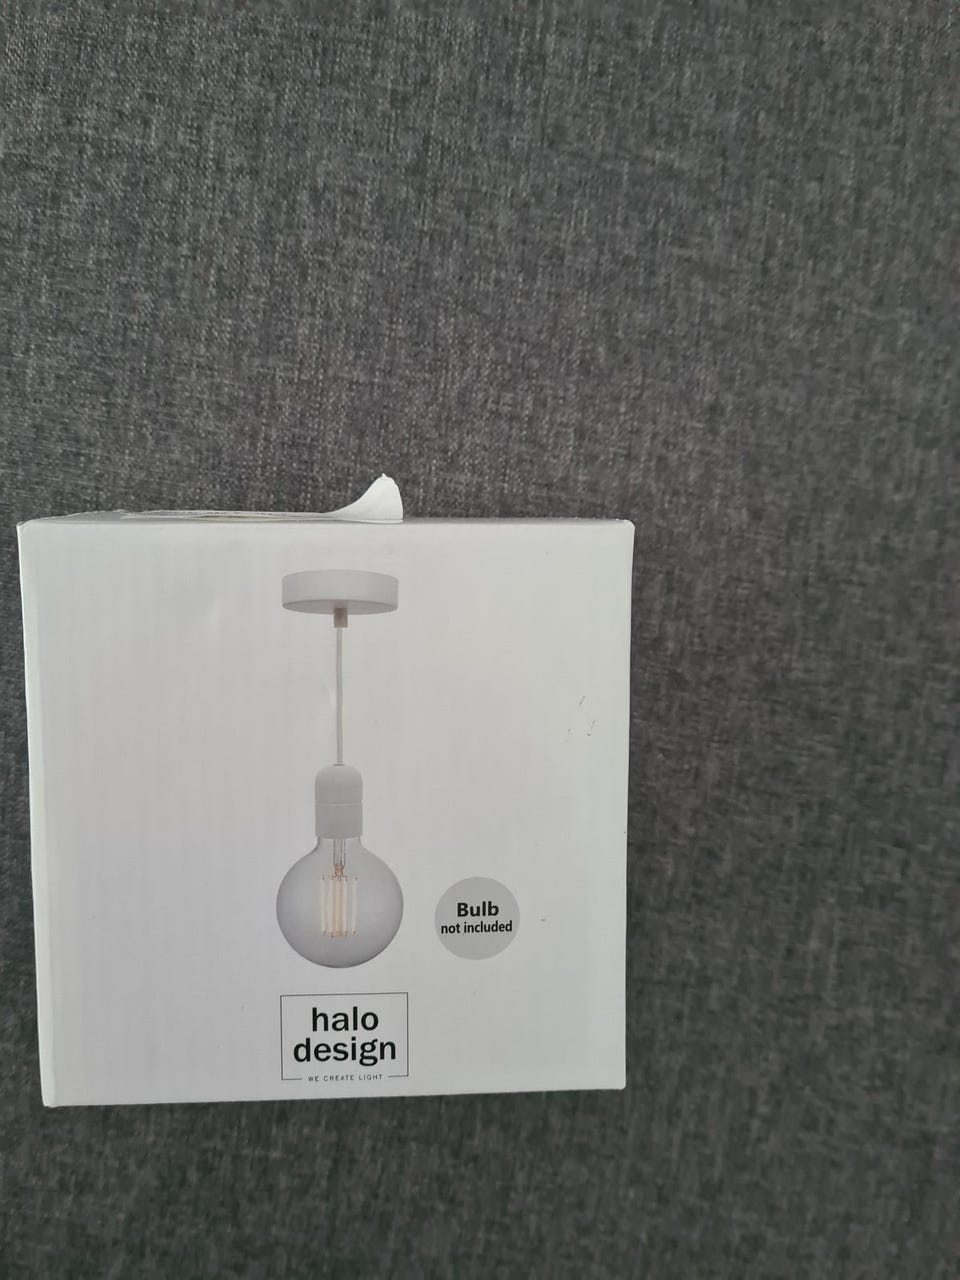 Bulb
not included
halo
design
WE CREATE LIGHT